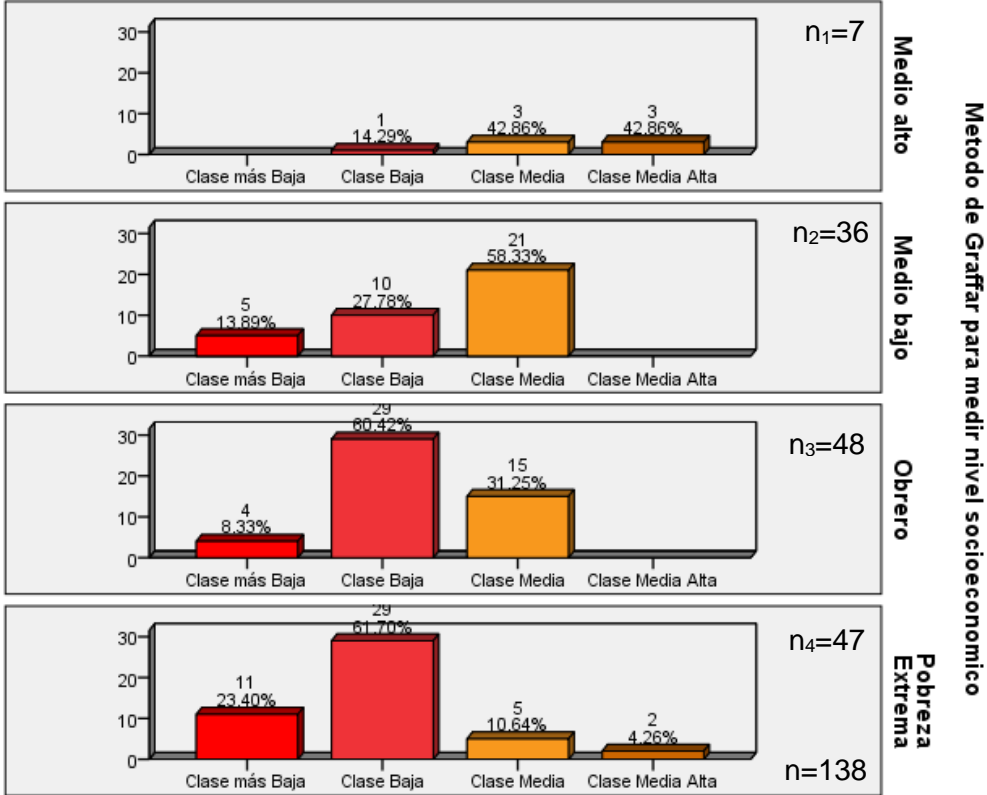 30
20
10
0
1
14.29%
3
42.86%
3
42.86%
Clase más Baja Clase Baja Clase Media Clase Media Alta
n₁=7
Medio alto
30
20
10
0
5
13.89%
10
27.78%
21
58.33%
Clase más Baja Clase Baja Clase Media Clase Media Alta
n₂=36
Medio bajo
30
20
10
0
4
8.33%
29
60.42%
15
31.25%
Clase más Baja Clase Baja Clase Media Clase Media Alta
n₃=48
Obrero
30
20
10
0
11
23.40%
29
61.70%
5
10.64%
2
4.26%
Clase más Baja Clase Baja Clase Media Clase Media Alta
n₄=47
n=138
Pobreza
Extrema
Metodo de Graffar para medir nivel socioeconomico